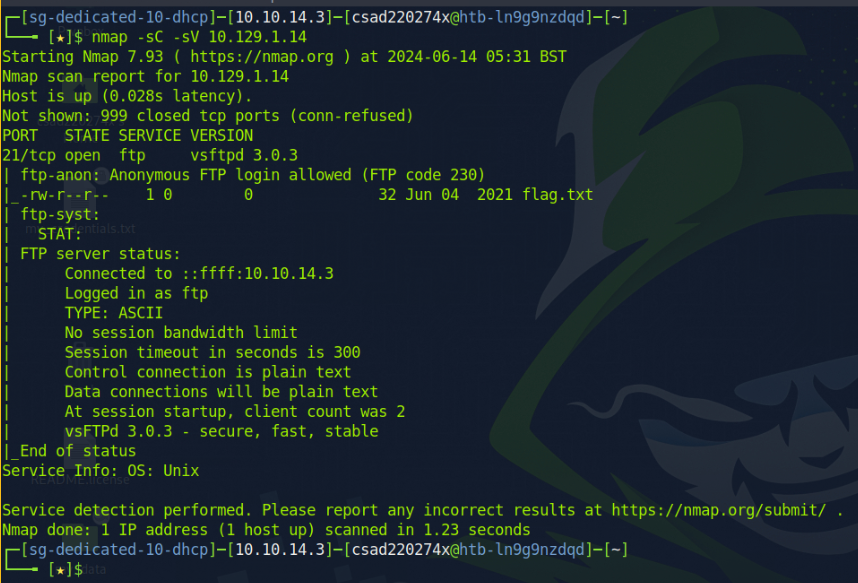 ┌─[sg-dedicated-10-dhcp]─[10.10.14.3]─[csad220274x@htb-ln9g9nzdqd]─[~]
└──╼ [★]$ nmap -sC -sV 10.129.1.14
Starting Nmap 7.93 ( https://nmap.org ) at 2024-06-14 05:31 BST
Nmap scan report for 10.129.1.14
Host is up (0.028s latency).
Not shown: 999 closed tcp ports (conn-refused)
PORT   STATE SERVICE VERSION
21/tcp open  ftp     vsftpd 3.0.3
| ftp-anon: Anonymous FTP login allowed (FTP code 230)
|_-rw-r--r--    1 0        0              32 Jun 04  2021 flag.txt
| ftp-syst:
|   STAT:
| FTP server status:
|      Connected to ::ffff:10.10.14.3
|      Logged in as ftp
|      TYPE: ASCII
|      No session bandwidth limit
|      Session timeout in seconds is 300
|      Control connection is plain text
|      Data connections will be plain text
|      At session startup, client count was 2
|      vsFTPd 3.0.3 - secure, fast, stable
|_End of status
Service Info: OS: Unix
README.license
Service detection performed. Please report any incorrect results at https://nmap.org/submit/ .
Nmap done: 1 IP address (1 host up) scanned in 1.23 seconds
┌─[sg-dedicated-10-dhcp]─[10.10.14.3]─[csad220274x@htb-ln9g9nzdqd]─[~]
└──╼ [★]$